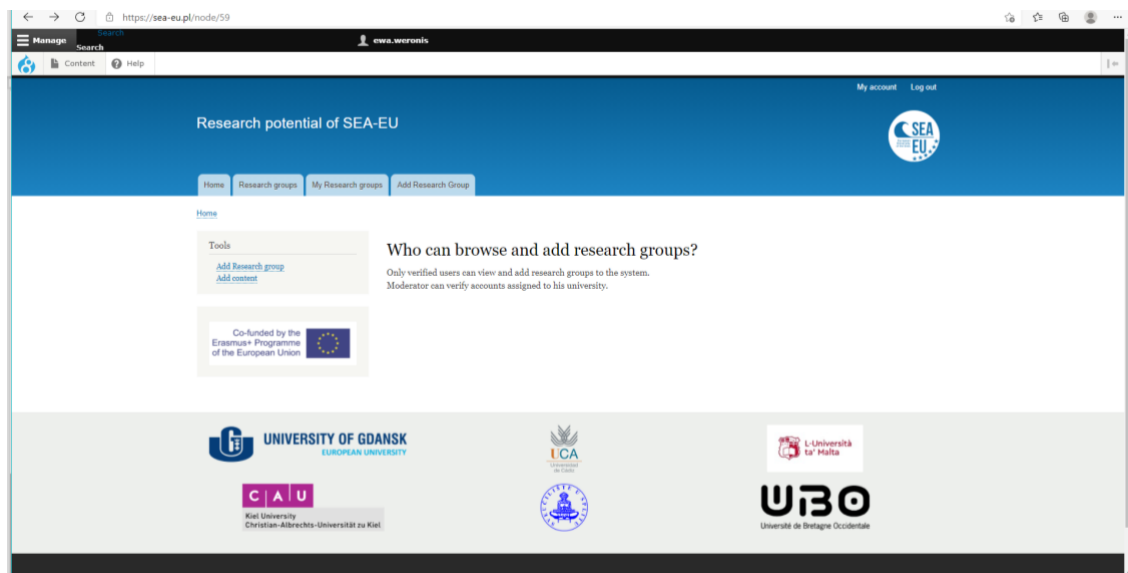 https://sea-eu.pl/node/59
Manage
Search
Search
ewa.weronis
Content
Help
My account
Log out
Research potential of SEA-EU
SEA
EU
Home
Research groups
My Research groups
Add Research Group
Home
Tools
Add Research group
Add content
Who can browse and add research groups?
Only verified users can view and add research groups to the system.
Moderator can verify accounts assigned to his university.
Co-funded by the
Erasmus+ Programme
of the European Union
UNIVERSITY OF GDANSK
EUROPEAN UNIVERSITY
UCA
Universidad
de Cádiz
L-Università
ta' Malta
C A U
Kiel University
Christian-Albrechts-Universität zu Kiel
UBO
Université de Bretagne Occidentale